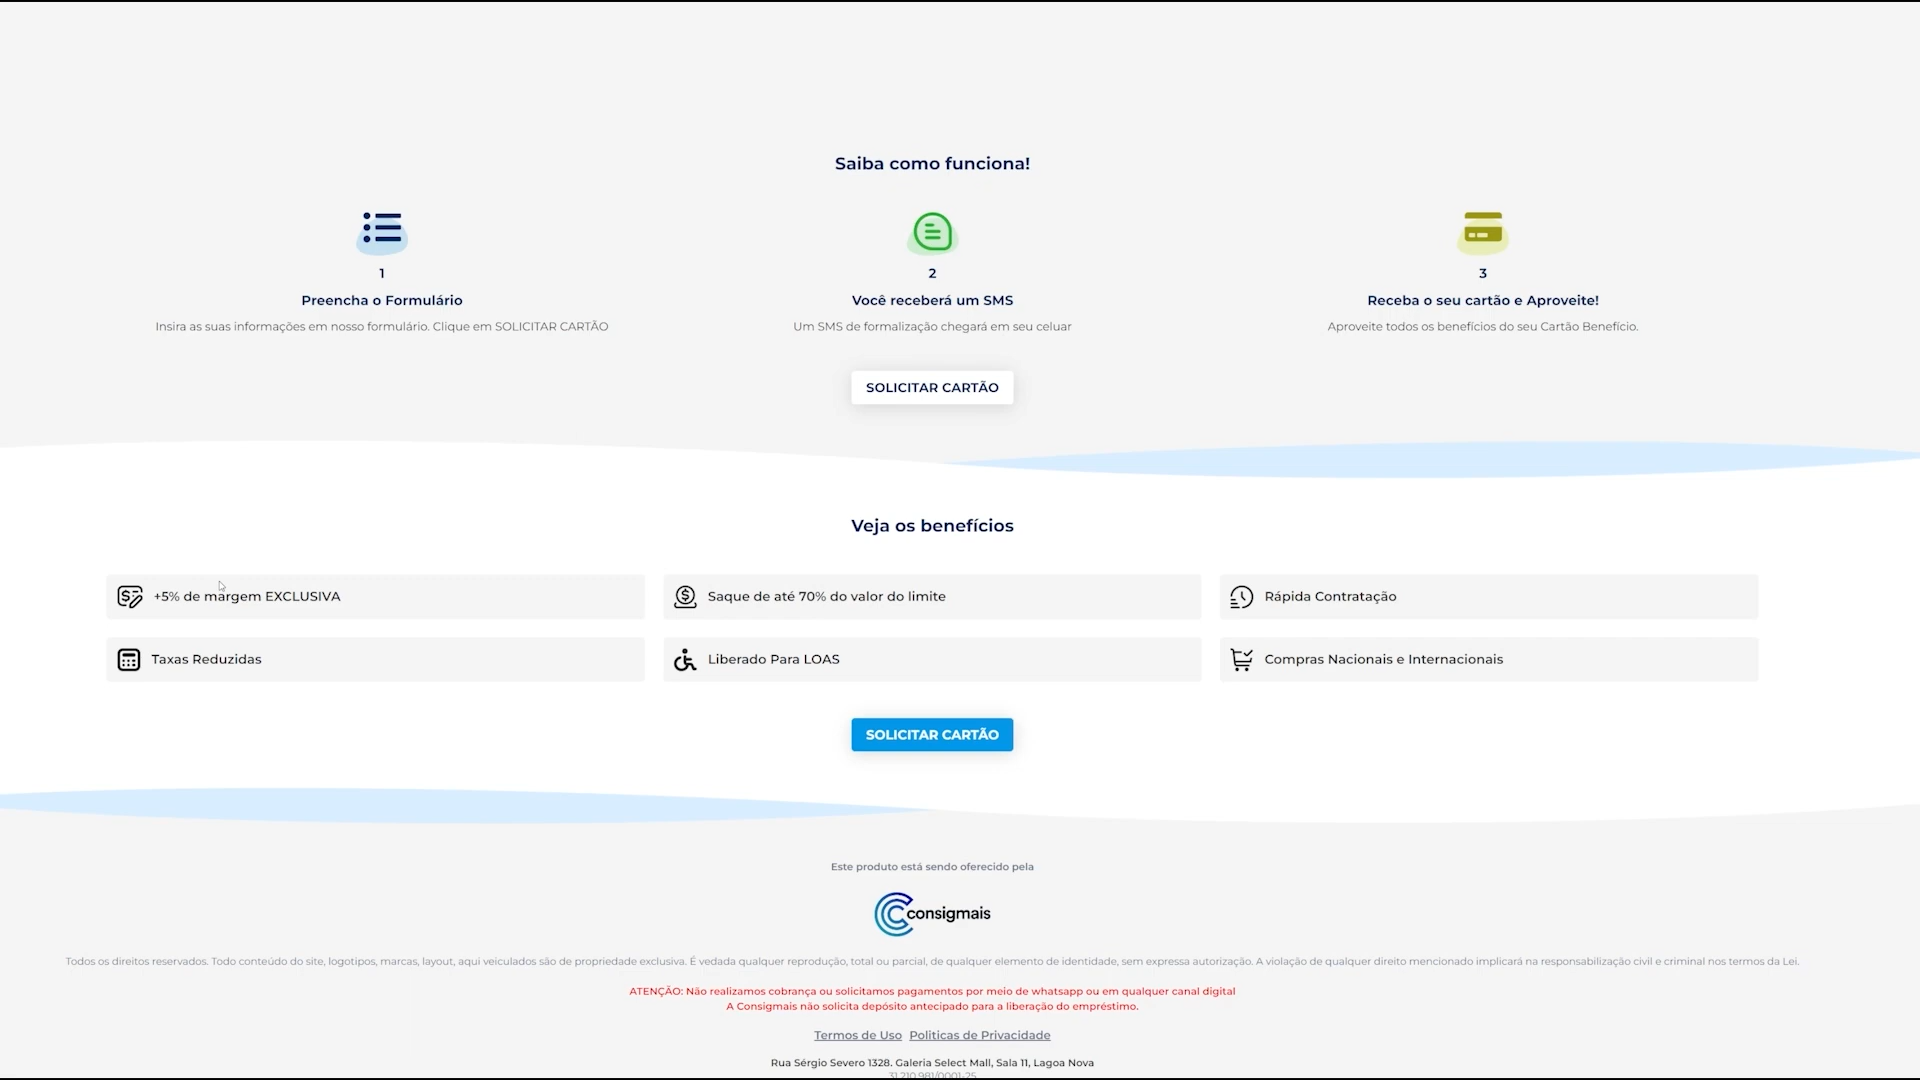 Saiba como funciona!
1
Preencha o Formulário
Insira as suas informações em nosso formulário. Clique em SOLICITAR CARTÃO
2
Você receberá um SMS
Um SMS de formalização chegará em seu celuar
3
Receba o seu cartão e Aproveite!
Aproveite todos os benefícios do seu Cartão Benefício.
SOLICITAR CARTÃO
Veja os benefícios
+5% de margem EXCLUSIVA
Saque de até 70% do valor do limite
Rápida Contratação
Taxas Reduzidas
Liberado Para LOAS
Compras Nacionais e Internacionais
SOLICITAR CARTÃO
Este produto está sendo oferecido pela
consigmais
Todos os direitos reservados. Todo conteúdo do site, logotipos, marcas, layout, aqui veiculados são de propriedade exclusiva. É vedada qualquer reprodução, total ou parcial, de qualquer elemento de identidade, sem expressa autorização. A violação de qualquer direito mencionado implicará na responsabilização civil e criminal nos termos da Lei.
ATENÇÃO: Não realizamos cobrança ou solicitamos pagamentos por meio de whatsapp ou em qualquer canal digital
A Consigmais não solicita depósito antecipado para a liberação do empréstimo.
Termos de Uso Politicas de Privacidade
Rua Sérgio Severo 1328. Galeria Select Mall, Sala 11, Lagoa Nova
31.210.981/0001-25